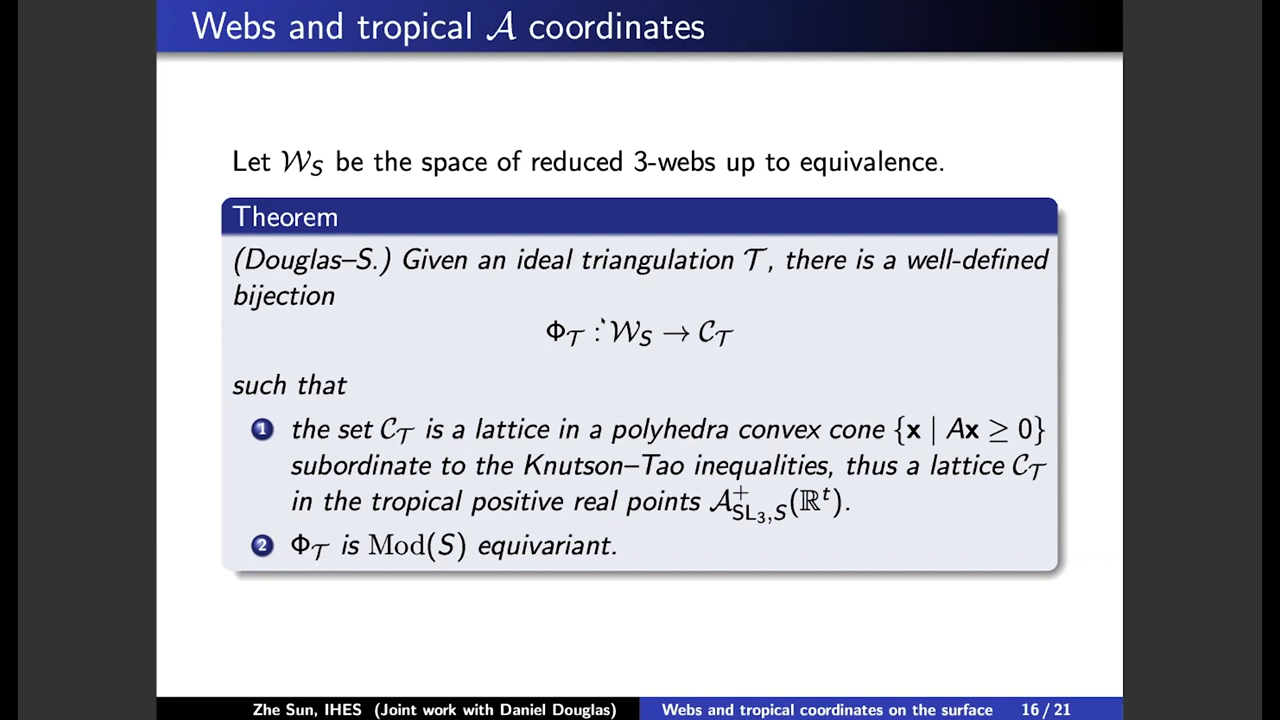 Webs and tropical 𝒜 coordinates
Let 𝒲_S be the space of reduced 3-webs up to equivalence.
Theorem
(Douglas–S.) Given an ideal triangulation 𝒯, there is a well-defined
bijection
Φ_𝒯 : 𝒲_S → 𝒞_𝒯
such that
1 the set 𝒞_𝒯 is a lattice in a polyhedra convex cone {x | Ax ≥ 0}
subordinate to the Knutson–Tao inequalities, thus a lattice 𝒞_𝒯
in the tropical positive real points 𝒜^+_{SL_3,S}(ℝ^t).
2 Φ_𝒯 is Mod(S) equivariant.
Zhe Sun, IHES (Joint work with Daniel Douglas)
Webs and tropical coordinates on the surface
16 / 21